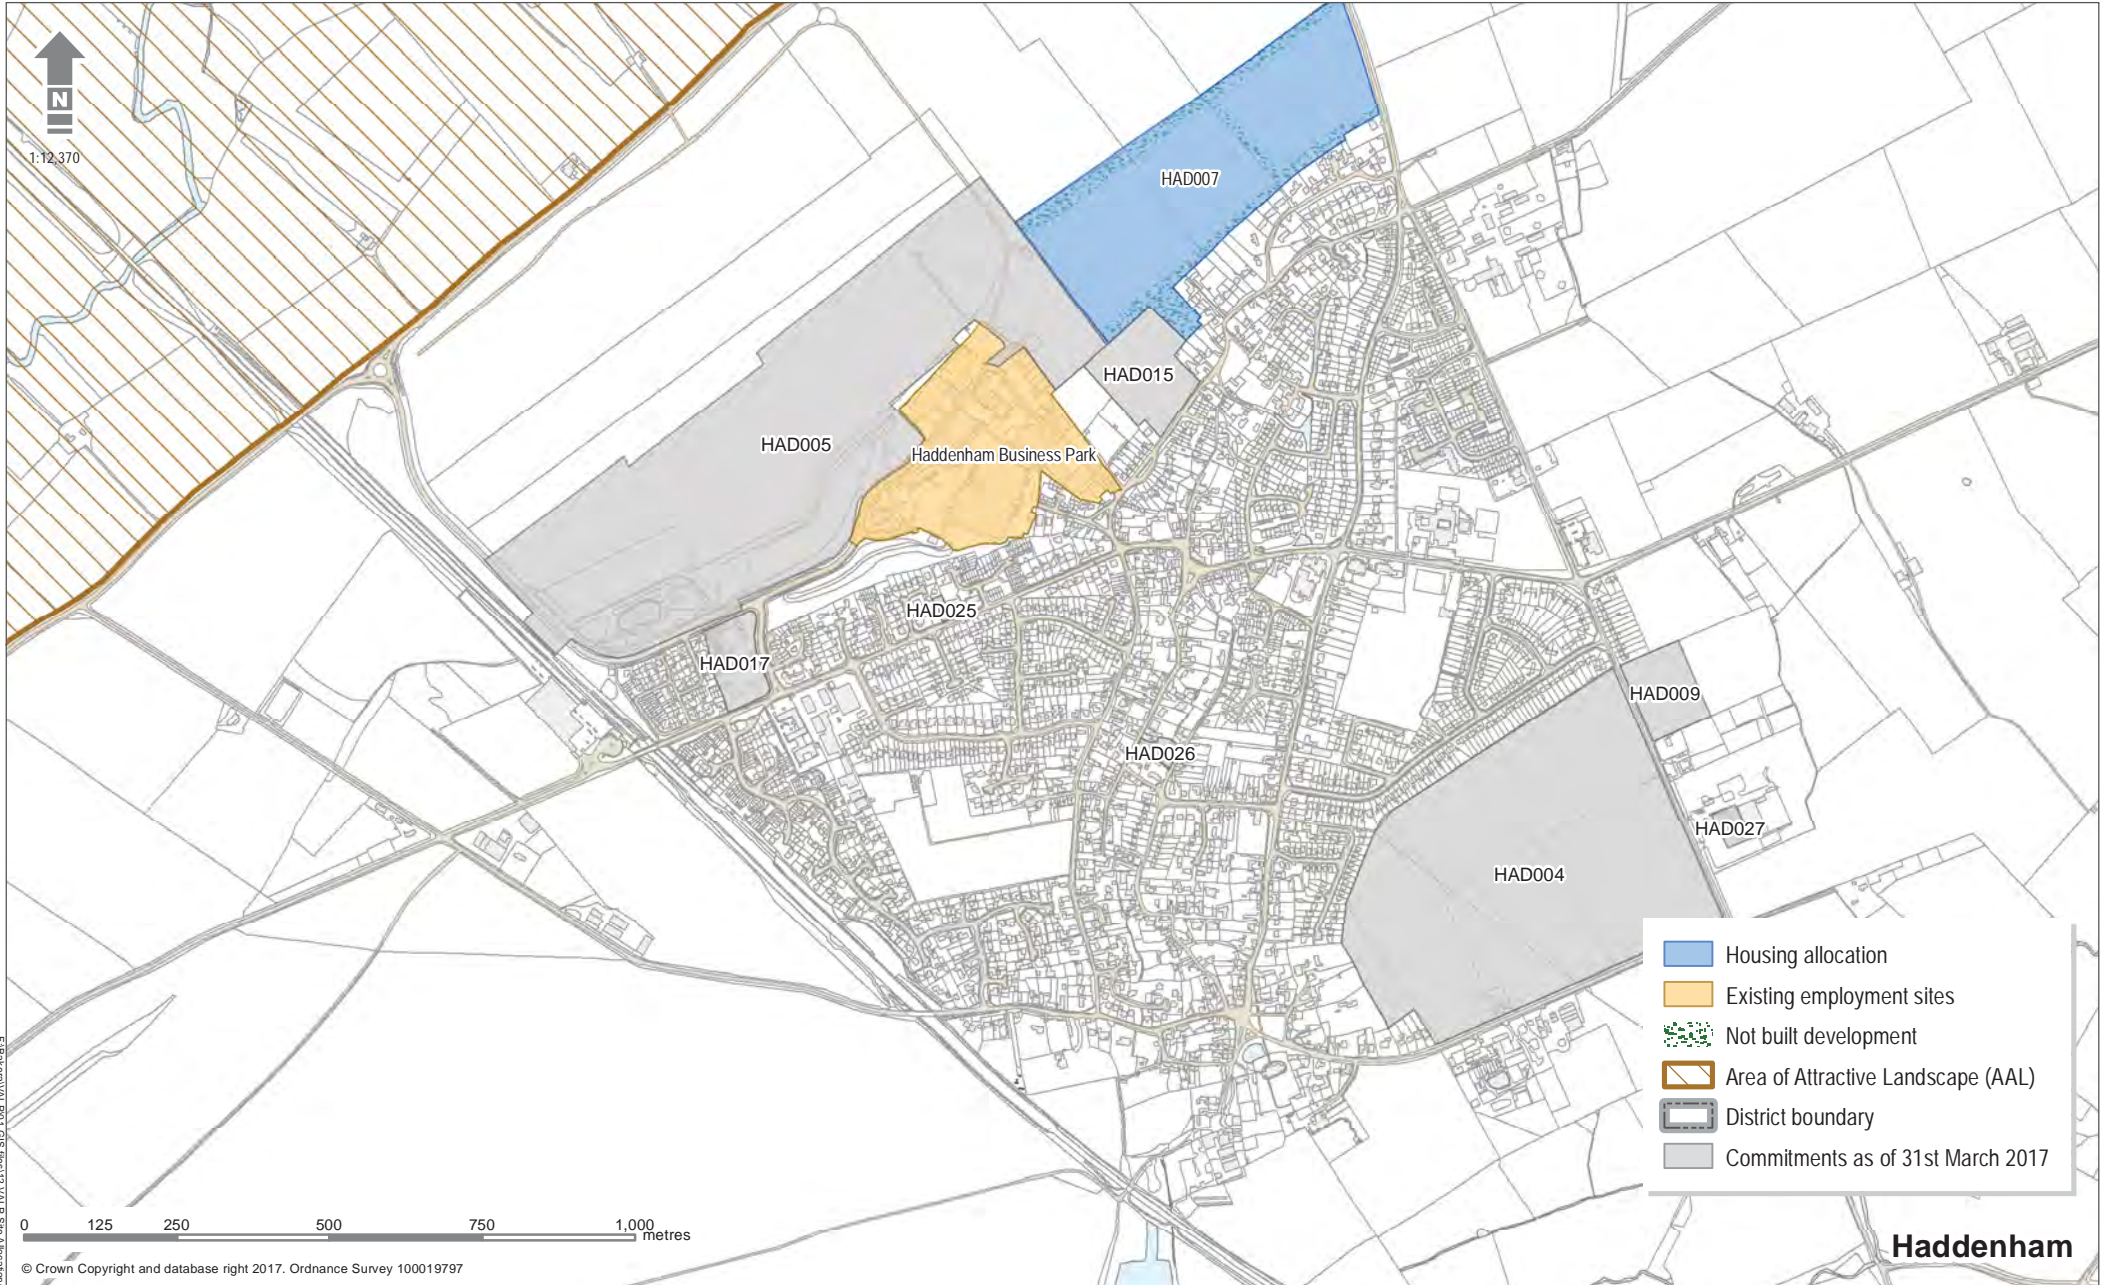 N
1:12,370
HAD007
HAD015
HAD005
Haddenham Business Park
HAD025
HAD017
HAD009
HAD026
HAD027
HAD004
Housing allocation
Existing employment sites
Not built development
Area of Attractive Landscape (AAL)
District boundary
Commitments as of 31st March 2017
0 125 250 500 750 1,000
metres
Haddenham
© Crown Copyright and database right 2017. Ordnance Survey 100019797